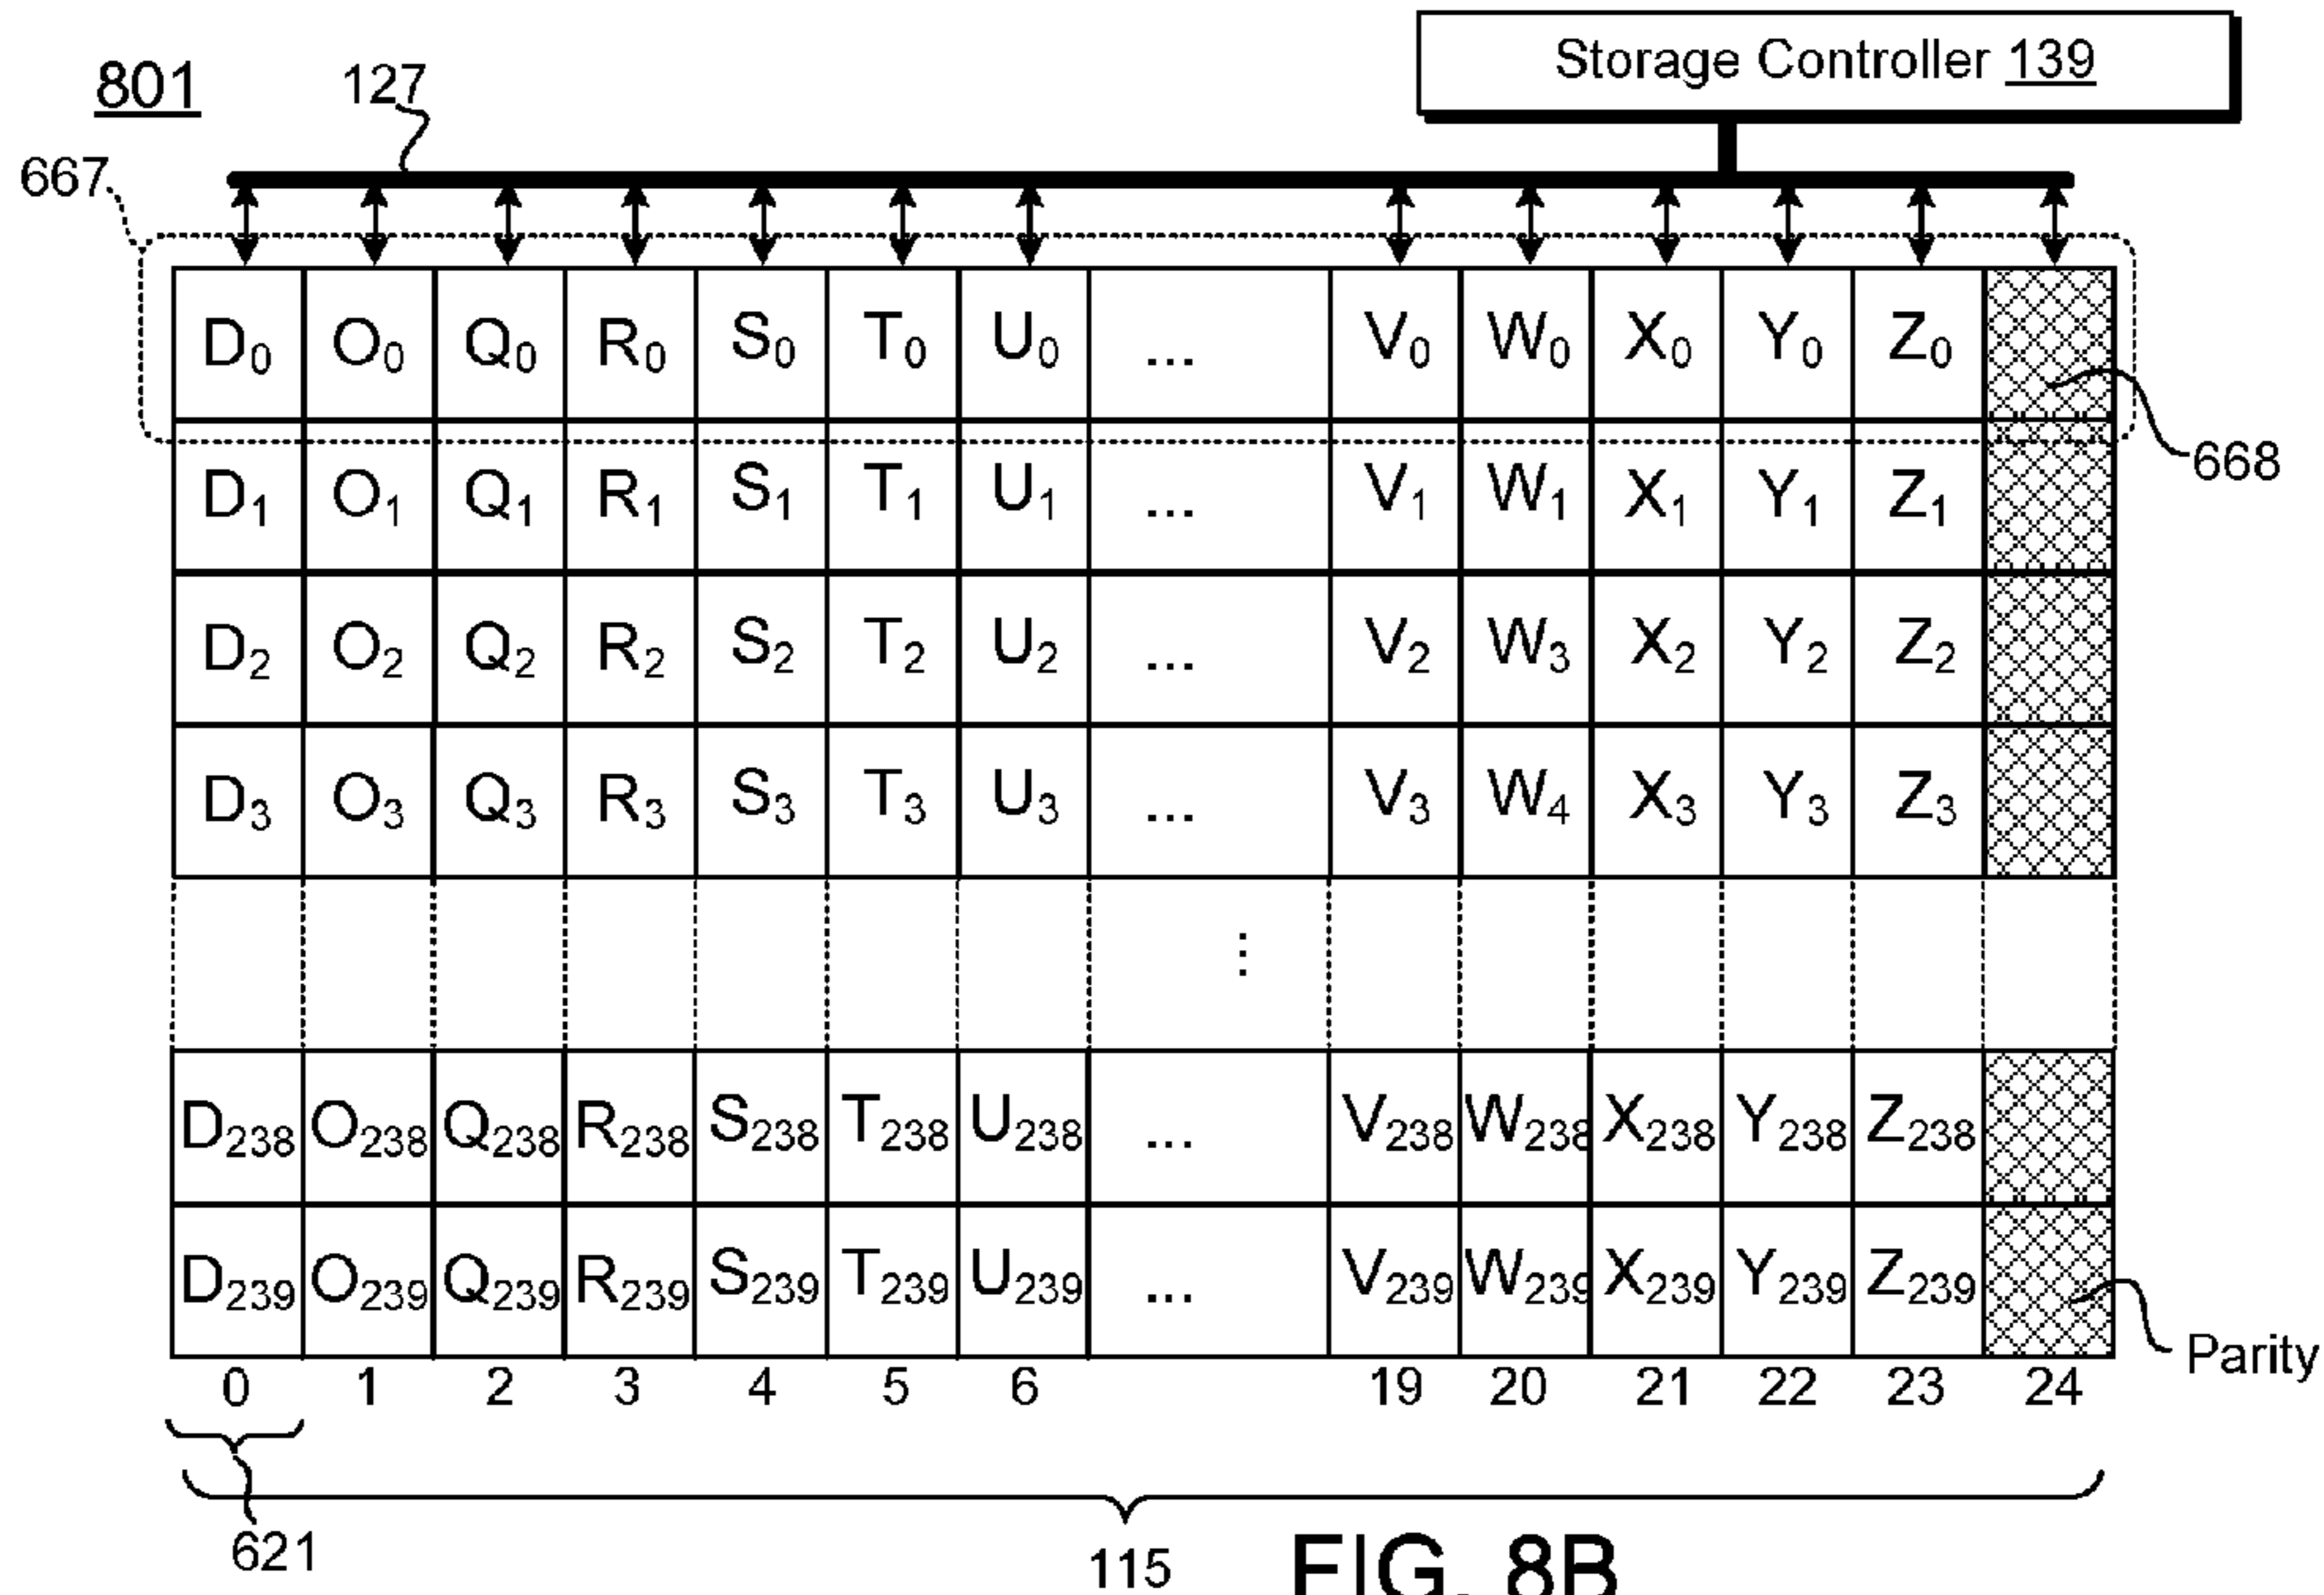 Storage Controller 139
801
127
667
D0 O0 Q0 R0 S0 T0 U0 ... V0 W0 X0 Y0 Z0
668
D1 O1 Q1 R1 S1 T1 U1 ... V1 W1 X1 Y1 Z1
D2 O2 Q2 R2 S2 T2 U2 ... V2 W3 X2 Y2 Z2
D3 O3 Q3 R3 S3 T3 U3 ... V3 W4 X3 Y3 Z3
⋮
D238 O238 Q238 R238 S238 T238 U238 ... V238 W238 X238 Y238 Z238
D239 O239 Q239 R239 S239 T239 U239 ... V239 W239 X239 Y239 Z239
Parity
0 1 2 3 4 5 6 19 20 21 22 23 24
621
115
FIG. 8B